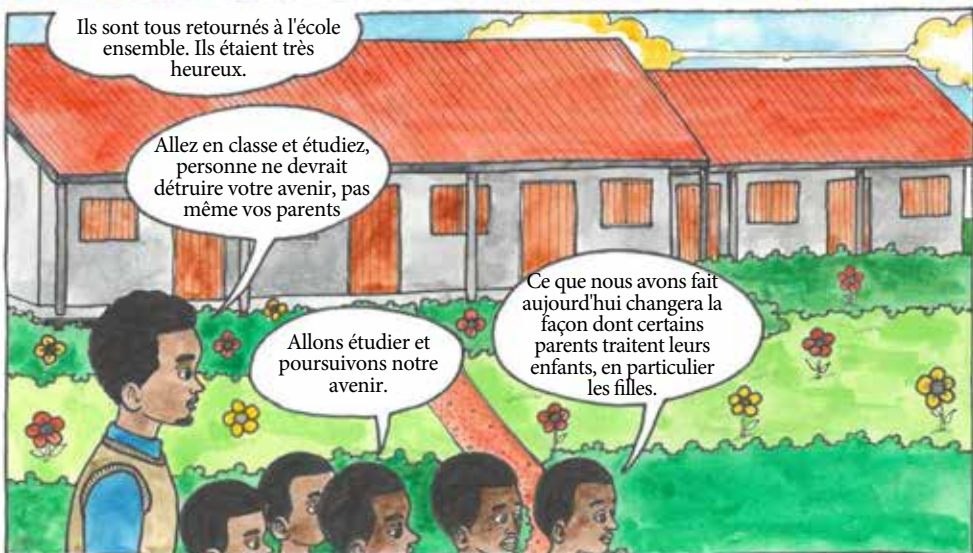 Ils sont tous retournés à l'école
ensemble. Ils étaient très
heureux.
Allez en classe et étudiez,
personne ne devrait
détruire votre avenir, pas
même vos parents
Allons étudier et
poursuivons notre
avenir.
Ce que nous avons fait
aujourd'hui changera la
façon dont certains
parents traitent leurs
enfants, en particulier
les filles.